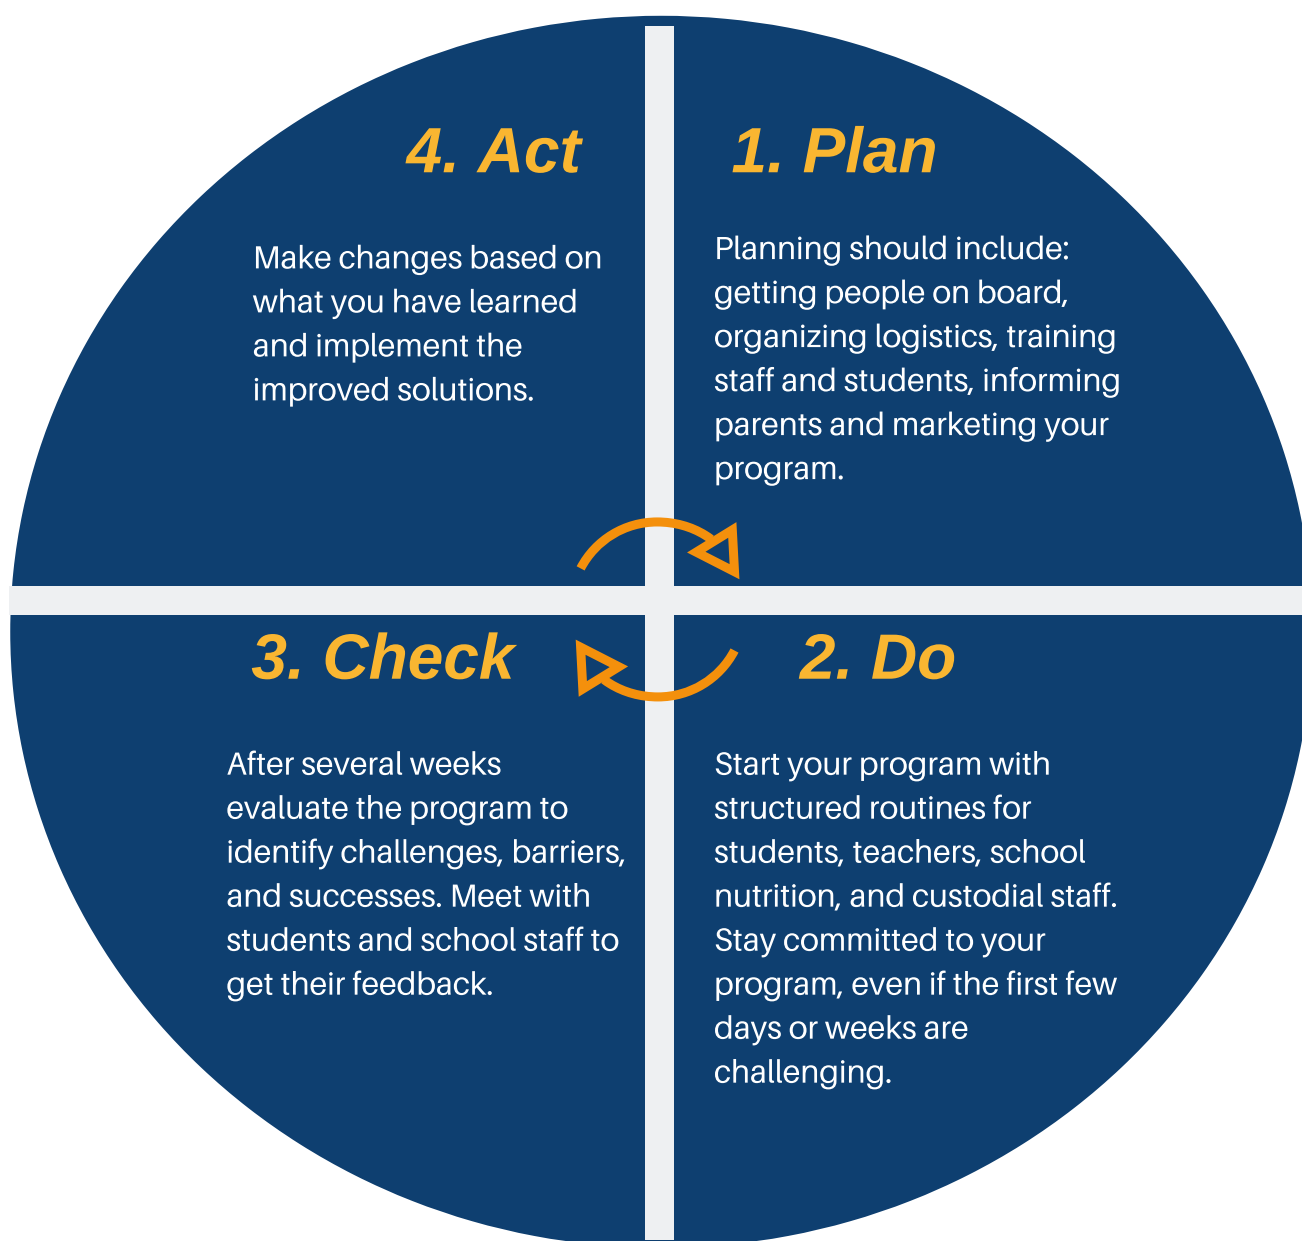 1. Plan
Planning should include:
getting people on board,
organizing logistics, training
staff and students, informing
parents and marketing your
program.
2. Do
Start your program with
structured routines for
students, teachers, school
nutrition, and custodial staff.
Stay committed to your
program, even if the first few
days or weeks are
challenging.
3. Check
After several weeks
evaluate the program to
identify challenges, barriers,
and successes. Meet with
students and school staff to
get their feedback.
4. Act
Make changes based on
what you have learned
and implement the
improved solutions.